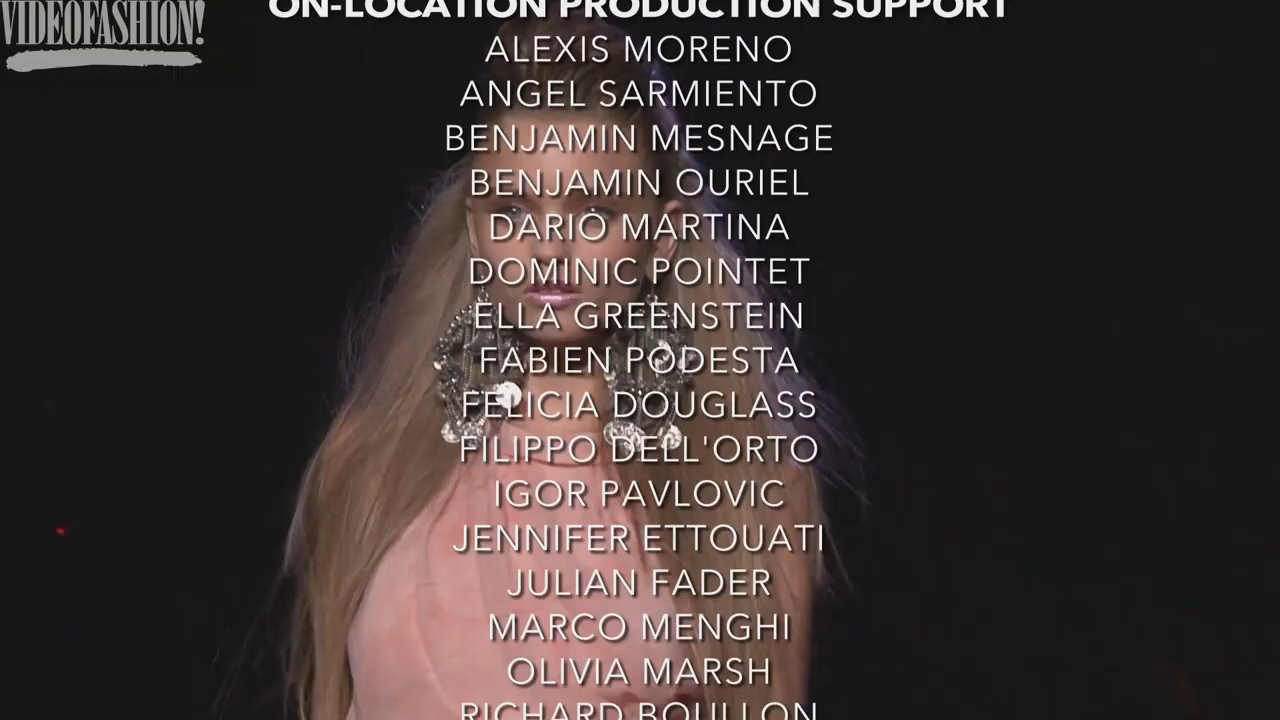 VIDEOFASHION!
ON-LOCATION PRODUCTION SUPPORT
ALEXIS MORENO
ANGEL SARMIENTO
BENJAMIN MESNAGE
BENJAMIN OURIEL
DARIO MARTINA
DOMINIC POINTET
ELLA GREENSTEIN
FABIEN PODESTA
FELICIA DOUGLASS
FILIPPO DELL'ORTO
IGOR PAVLOVIC
JENNIFER ETTOUATI
JULIAN FADER
MARCO MENGHI
OLIVIA MARSH
RICHARD BOULLON